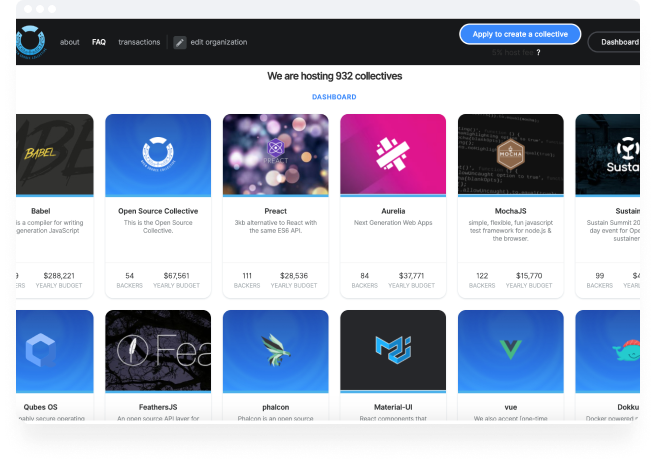 about FAQ transactions edit organization Apply to create a collective Dashboard
5% host fee ?
We are hosting 932 collectives
DASHBOARD
BABEL PREACT MOCHA Susta
Babel Open Source Collective Preact Aurelia MochaJS Sustain
is a compiler for writing This is the Open Source 3kb alternative to React with Next Generation Web Apps simple, flexible, fun javascript Sustain Summit 20
generation JavaScript Collective. the same ES6 API. test framework for node.js & day event for Ope
the browser. sustainer
9 $288,221 54 $67,561 111 $28,536 84 $37,771 122 $15,770 99 $4
ERS YEARLY BUDGET BACKERS YEARLY BUDGET BACKERS YEARLY BUDGET BACKERS YEARLY BUDGET BACKERS YEARLY BUDGET BACKERS YEARL
Fea
Qubes OS FeathersJS phalcon Material-UI vue Dokku
nably secure operating An open source API layer for Phalcon is an open source React components that We also accept [one-time Docker powered